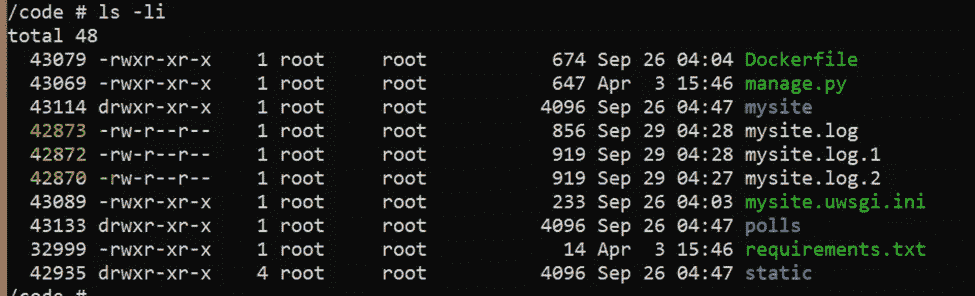 /code # ls -li
total 48
43079 -rwxr-xr-x 1 root root 674 Sep 26 04:04 Dockerfile
43069 -rwxr-xr-x 1 root root 647 Apr 3 15:46 manage.py
43114 drwxr-xr-x 1 root root 4096 Sep 26 04:47 mysite
42873 -rw-r--r-- 1 root root 856 Sep 29 04:28 mysite.log
42872 -rw-r--r-- 1 root root 919 Sep 29 04:28 mysite.log.1
42870 -rw-r--r-- 1 root root 919 Sep 29 04:27 mysite.log.2
43089 -rwxr-xr-x 1 root root 233 Sep 26 04:03 mysite.uwsgi.ini
43133 drwxr-xr-x 1 root root 4096 Sep 26 04:47 polls
32999 -rwxr-xr-x 1 root root 14 Apr 3 15:46 requirements.txt
42935 drwxr-xr-x 4 root root 4096 Sep 26 04:47 static
/code #